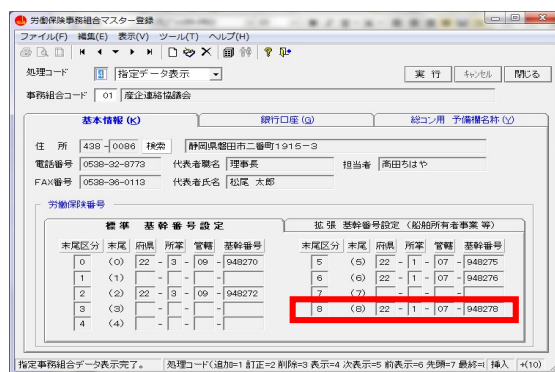 労働保険事務組合マスター登録
ファイル(F) 編集(E) 表示(V) ツール(T) ヘルプ(H)
処理コード 4 指定データ表示 実 行 キャンセル 閉じる
事務組合コード 01 産企連絡協議会
基本情報 (K) 銀行口座 (G) 総コン用 予備欄名称 (Y)
住 所 438 - 0086 検索 静岡県磐田市二番町1915-3
電話番号 0538-32-8773 代表者職名 理事長 担当者 高田ちはや
FAX番号 0538-36-0113 代表者氏名 松尾 太郎
労働保険番号
標 準 基 幹 番 号 設 定 拡 張 基幹番号設定 (船舶所有者事業 等)
末尾区分 末尾 府県 所掌 管轄 基幹番号 末尾区分 末尾 府県 所掌 管轄 基幹番号
0 (0) 22 - 3 - 09 - 948270 5 (5) 22 - 1 - 07 - 948275
1 (1) - - - 6 (6) 22 - 1 - 07 - 948276
2 (2) 22 - 3 - 09 - 948272 7 (7) - - -
3 (3) - - - 8 (8) 22 - 1 - 07 - 948278
4 (4) - - -
指定事務組合データ表示完了。 処理コード(追加=1 訂正=2 削除=3 表示=4 次表示=5 前表示=6 先頭=7 最終=( 挿入 +(10)